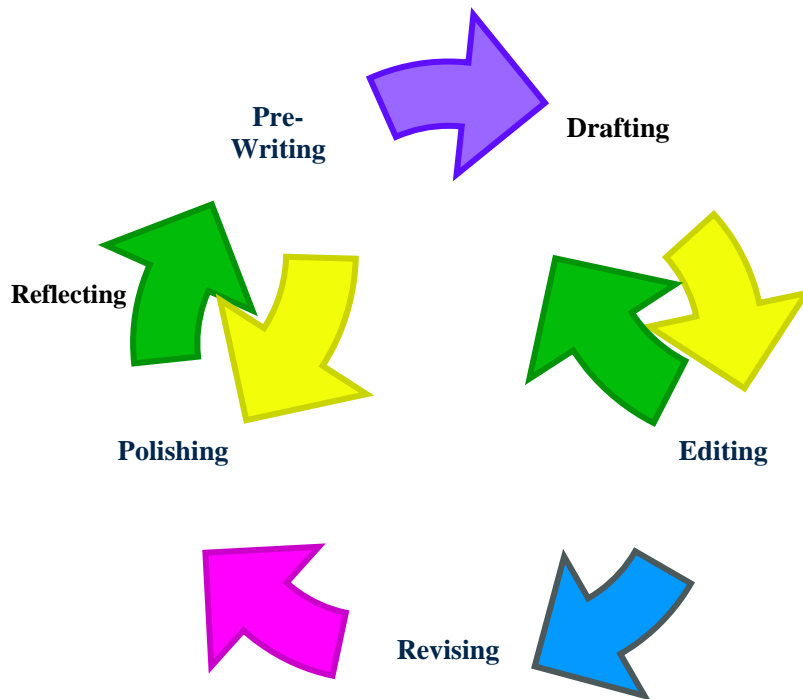 Pre-
Writing
Drafting
Reflecting
Polishing
Editing
Revising